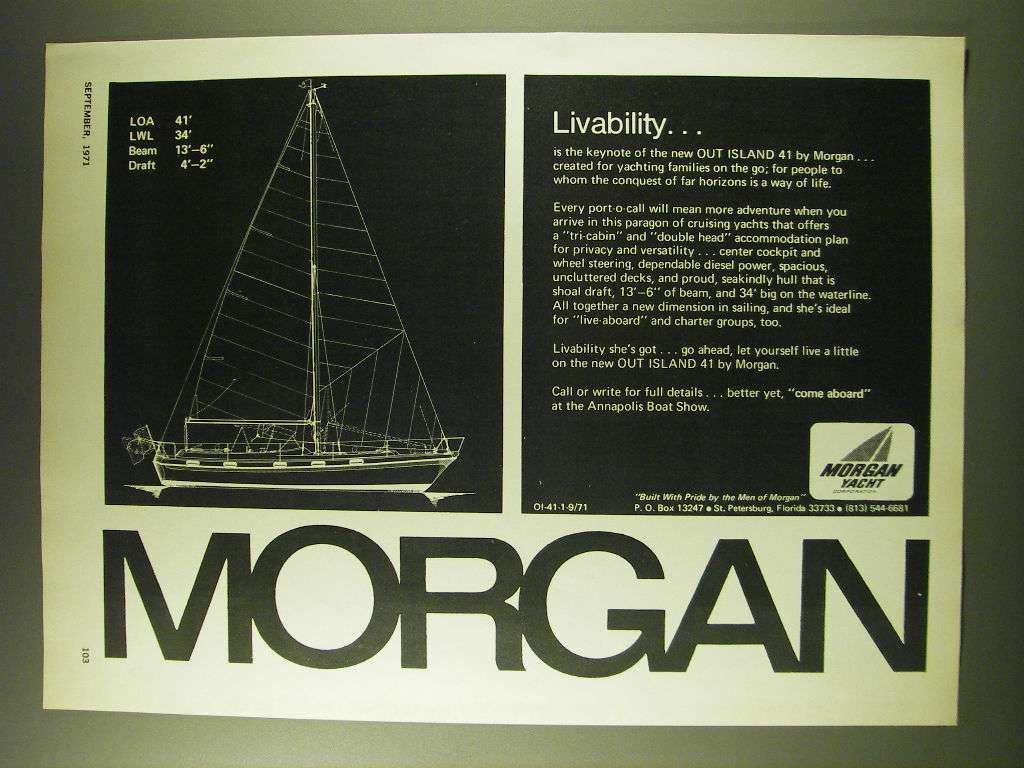 SEPTEMBER, 1971
LOA 41'
LWL 34'
Beam 13'–6"
Draft 4'–2"
Livability. . .
is the keynote of the new OUT ISLAND 41 by Morgan . . .
created for yachting families on the go; for people to
whom the conquest of far horizons is a way of life.
Every port-o-call will mean more adventure when you
arrive in this paragon of cruising yachts that offers
a "tri-cabin" and "double head" accommodation plan
for privacy and versatility . . . center cockpit and
wheel steering, dependable diesel power, spacious,
uncluttered decks, and proud, seakindly hull that is
shoal draft, 13'–6" of beam, and 34' big on the waterline.
All together a new dimension in sailing, and she's ideal
for "live-aboard" and charter groups, too.
Livability she's got . . . go ahead, let yourself live a little
on the new OUT ISLAND 41 by Morgan.
Call or write for full details . . . better yet, "come aboard"
at the Annapolis Boat Show.
MORGAN
YACHT
CORPORATION
"Built With Pride by the Men of Morgan"
OI-41-1-9/71 P. O. Box 13247 • St. Petersburg, Florida 33733 • (813) 544-6681
MORGAN
103